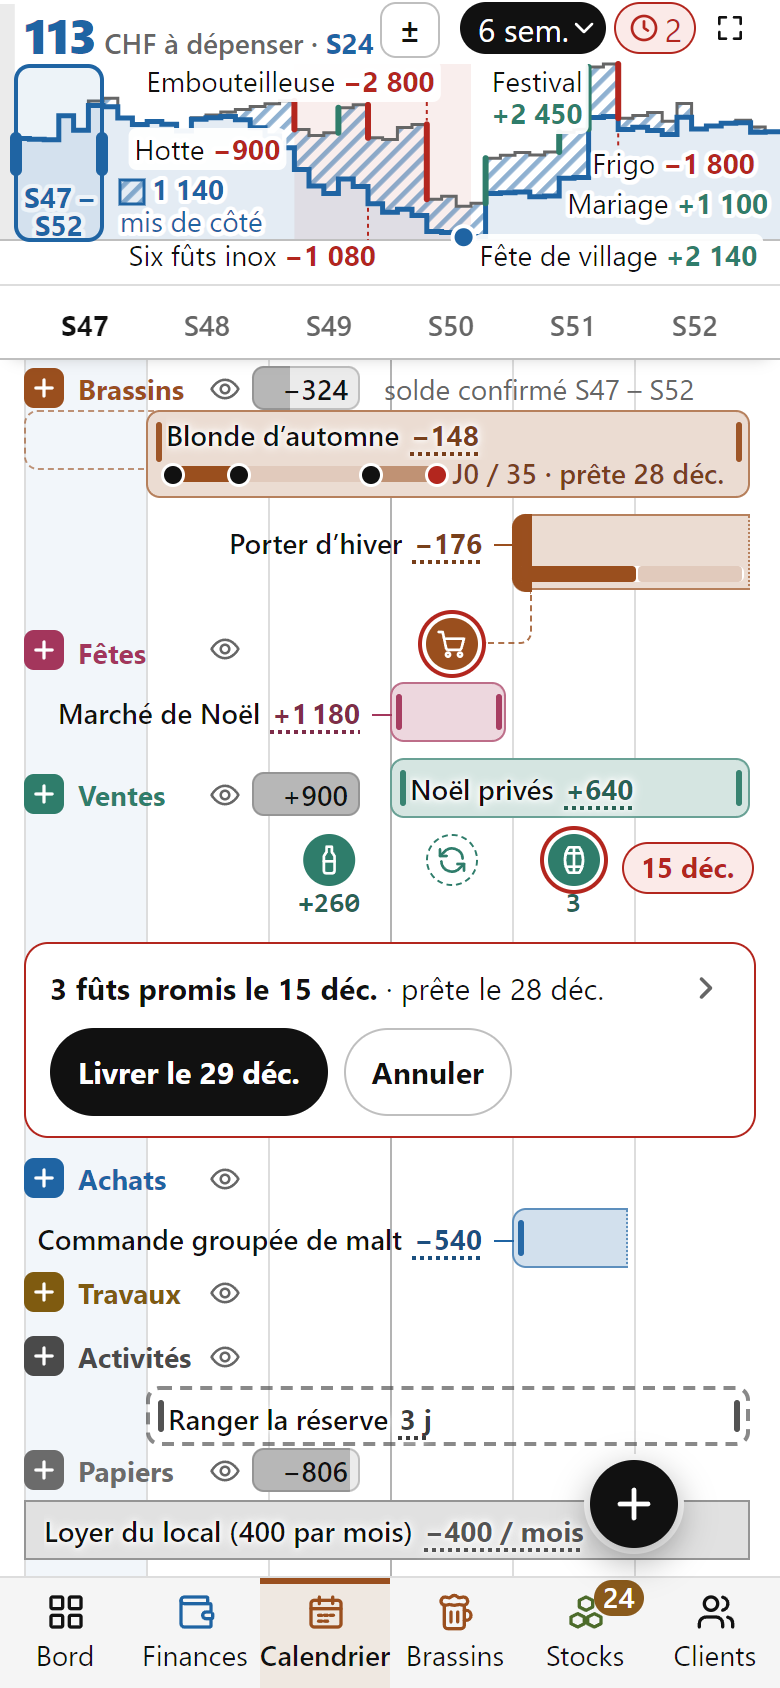 113 CHF à dépenser · S24
±
6 sem.
2
Embouteilleuse −2 800
Festival
+2 450
Hotte −900
Frigo −1 800
1 140
mis de côté
S47 –
S52
Mariage +1 100
Six fûts inox −1 080
Fête de village +2 140
S47 S48 S49 S50 S51 S52
Brassins
−324
solde confirmé S47 – S52
Blonde d’automne −148
J0 / 35 · prête 28 déc.
Porter d’hiver −176
Fêtes
Marché de Noël +1 180
Ventes
+900
Noël privés +640
15 déc.
+260
3
3 fûts promis le 15 déc. · prête le 28 déc.
Livrer le 29 déc.
Annuler
Achats
Commande groupée de malt −540
Travaux
Activités
Ranger la réserve 3 j
Papiers
−806
Loyer du local (400 par mois) −400 / mois
24
Bord Finances Calendrier Brassins Stocks Clients